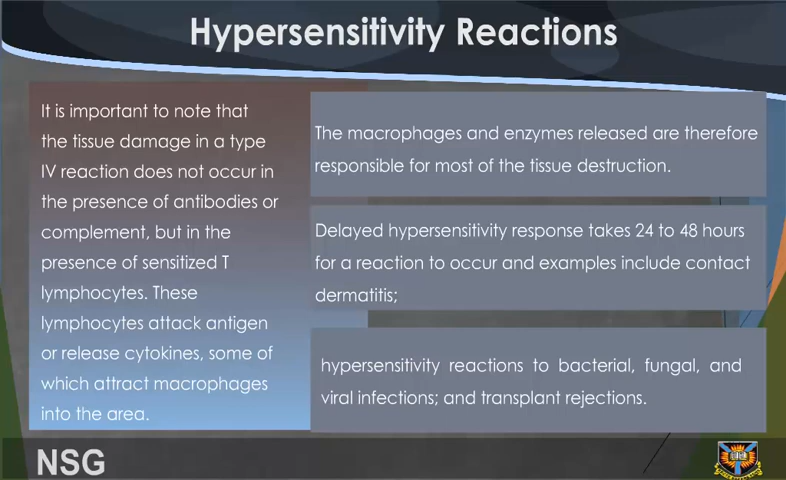 Hypersensitivity Reactions
It is important to note that
the tissue damage in a type
IV reaction does not occur in
the presence of antibodies or
complement, but in the
presence of sensitized T
lymphocytes. These
lymphocytes attack antigen
or release cytokines, some of
which attract macrophages
into the area.
The macrophages and enzymes released are therefore
responsible for most of the tissue destruction.
Delayed hypersensitivity response takes 24 to 48 hours
for a reaction to occur and examples include contact
dermatitis;
hypersensitivity reactions to bacterial, fungal, and
viral infections; and transplant rejections.
NSG